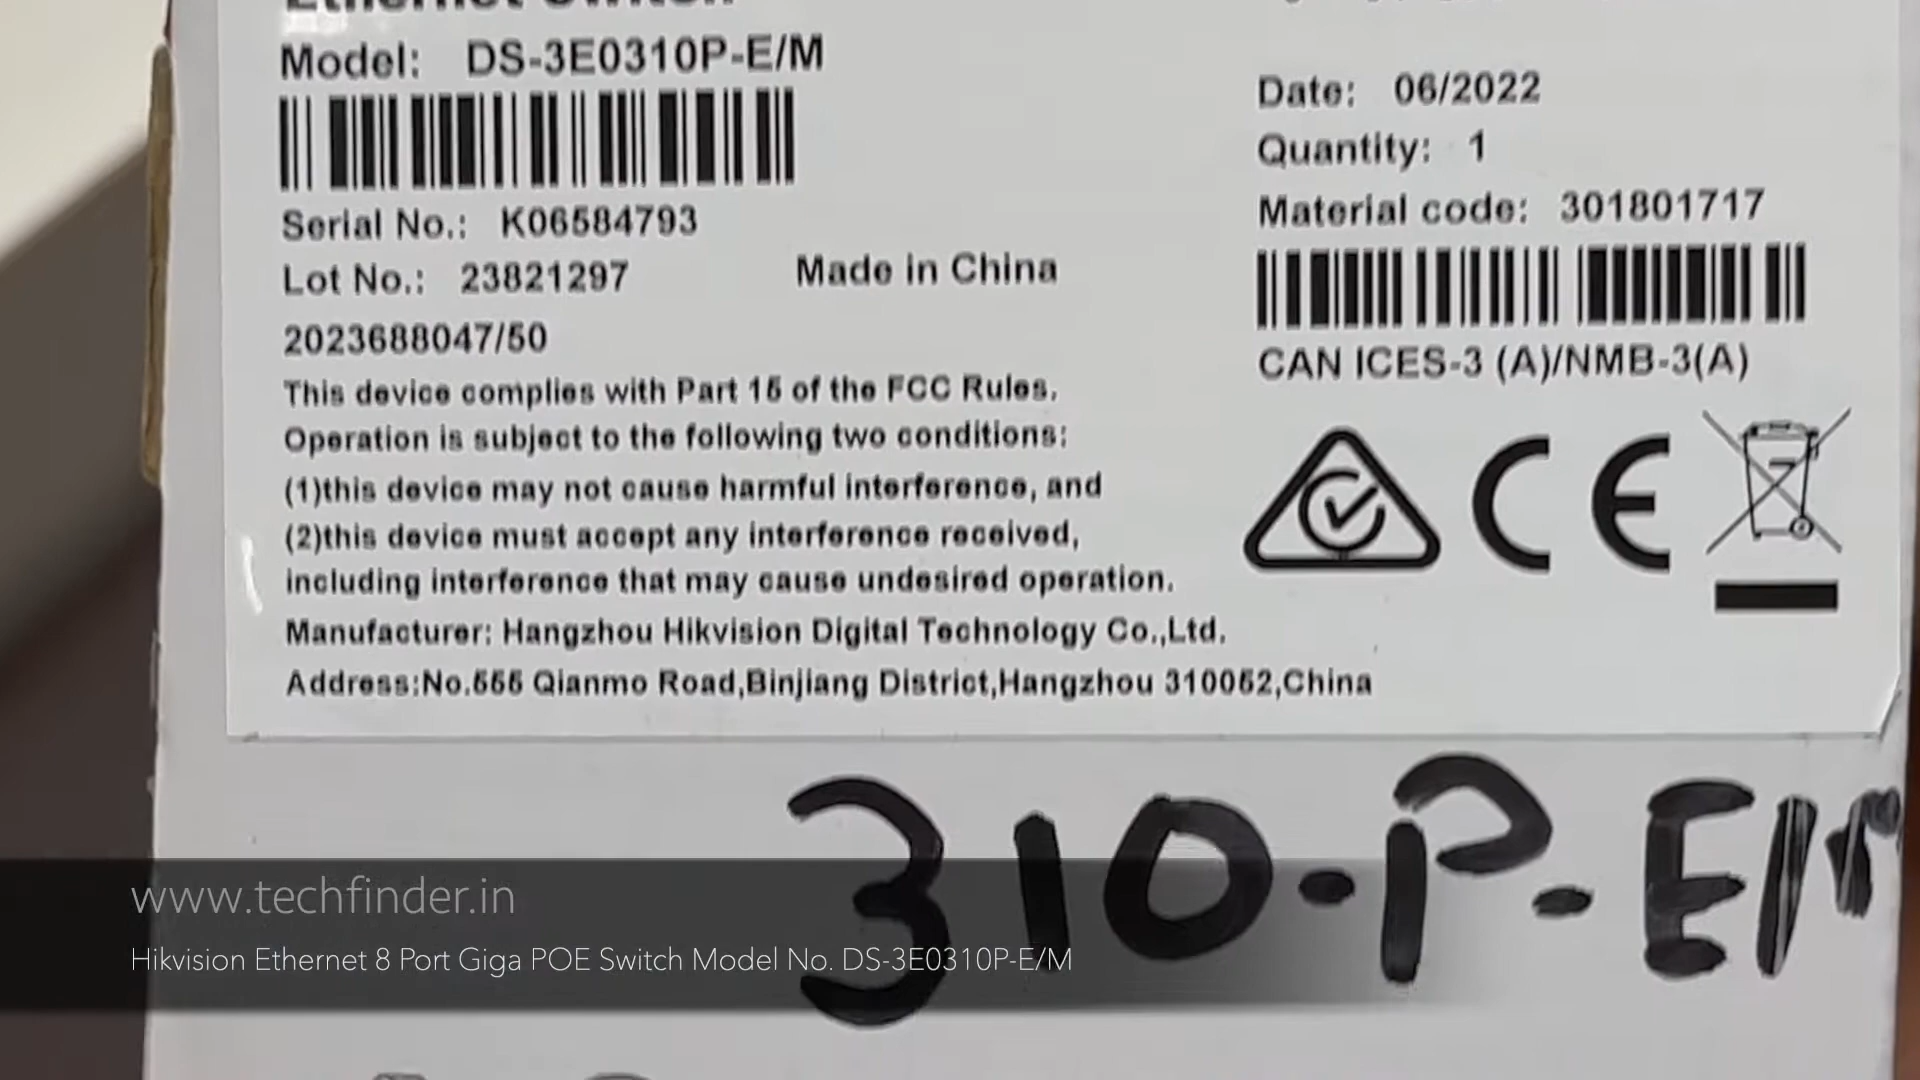 Ethernet Switch
Model: DS-3E0310P-E/M
Serial No.: K06584793
Lot No.: 23821297
Made in China
2023688047/50
This device complies with Part 15 of the FCC Rules.
Operation is subject to the following two conditions:
(1)this device may not cause harmful interference, and
(2)this device must accept any interference received,
including interference that may cause undesired operation.
Manufacturer: Hangzhou Hikvision Digital Technology Co.,Ltd.
Address:No.555 Qianmo Road,Binjiang District,Hangzhou 310052,China
Date: 06/2022
Quantity: 1
Material code: 301801717
CAN ICES-3 (A)/NMB-3(A)
CE
310-P-E/M
www.techfinder.in
Hikvision Ethernet 8 Port Giga POE Switch Model No. DS-3E0310P-E/M